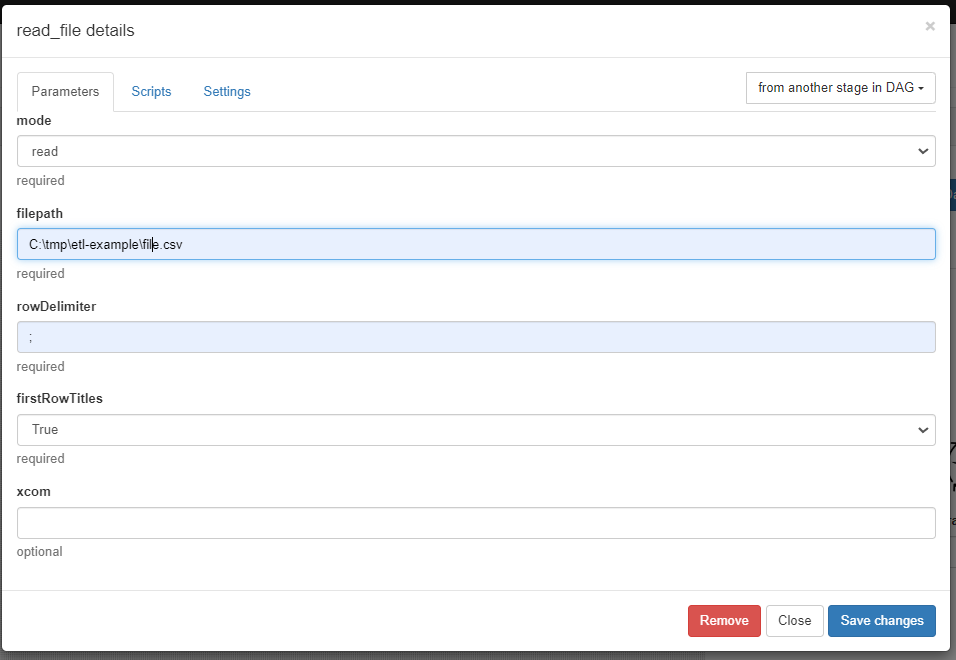 read_file details
×
Parameters Scripts Settings from another stage in DAG
mode
read
required
filepath
C:\tmp\etl-example\file.csv
required
rowDelimiter
;
required
firstRowTitles
True
required
xcom
optional
Remove Close Save changes